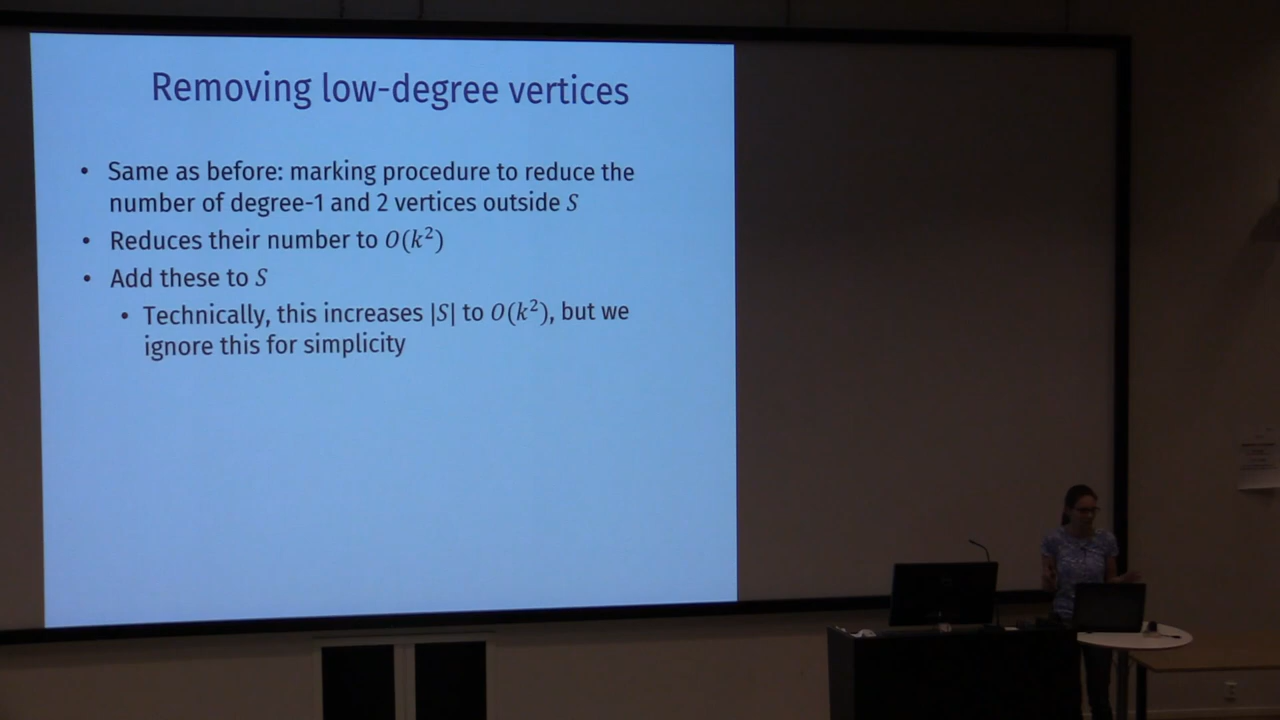 Removing low-degree vertices
• Same as before: marking procedure to reduce the
number of degree-1 and 2 vertices outside S
• Reduces their number to O(k²)
• Add these to S
• Technically, this increases |S| to O(k²), but we
ignore this for simplicity